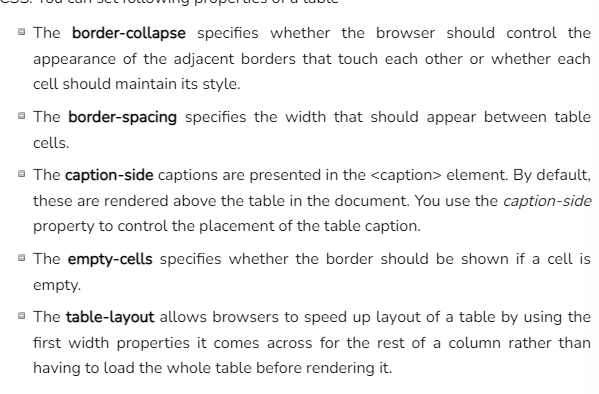 CSS. You can set following properties of a table
The border-collapse specifies whether the browser should control the
appearance of the adjacent borders that touch each other or whether each
cell should maintain its style.
The border-spacing specifies the width that should appear between table
cells.
The caption-side captions are presented in the <caption> element. By default,
these are rendered above the table in the document. You use the caption-side
property to control the placement of the table caption.
The empty-cells specifies whether the border should be shown if a cell is
empty.
The table-layout allows browsers to speed up layout of a table by using the
first width properties it comes across for the rest of a column rather than
having to load the whole table before rendering it.